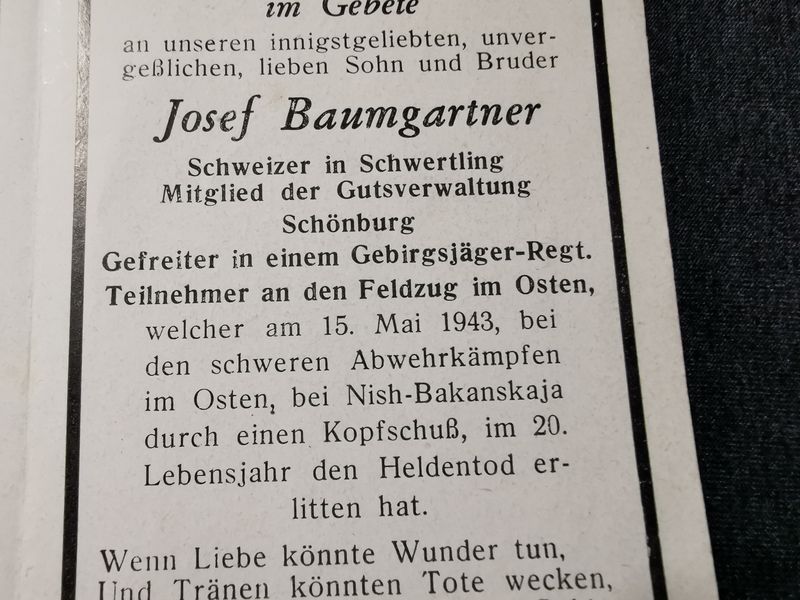 im Gebete
an unseren innigstgeliebten, unver-
geßlichen, lieben Sohn und Bruder
Josef Baumgartner
Schweizer in Schwertling
Mitglied der Gutsverwaltung
Schönburg
Gefreiter in einem Gebirgsjäger-Regt.
Teilnehmer an den Feldzug im Osten,
welcher am 15. Mai 1943, bei
den schweren Abwehrkämpfen
im Osten, bei Nish-Bakanskaja
durch einen Kopfschuß, im 20.
Lebensjahr den Heldentod er-
litten hat.
Wenn Liebe könnte Wunder tun,
Und Tränen könnten Tote wecken,